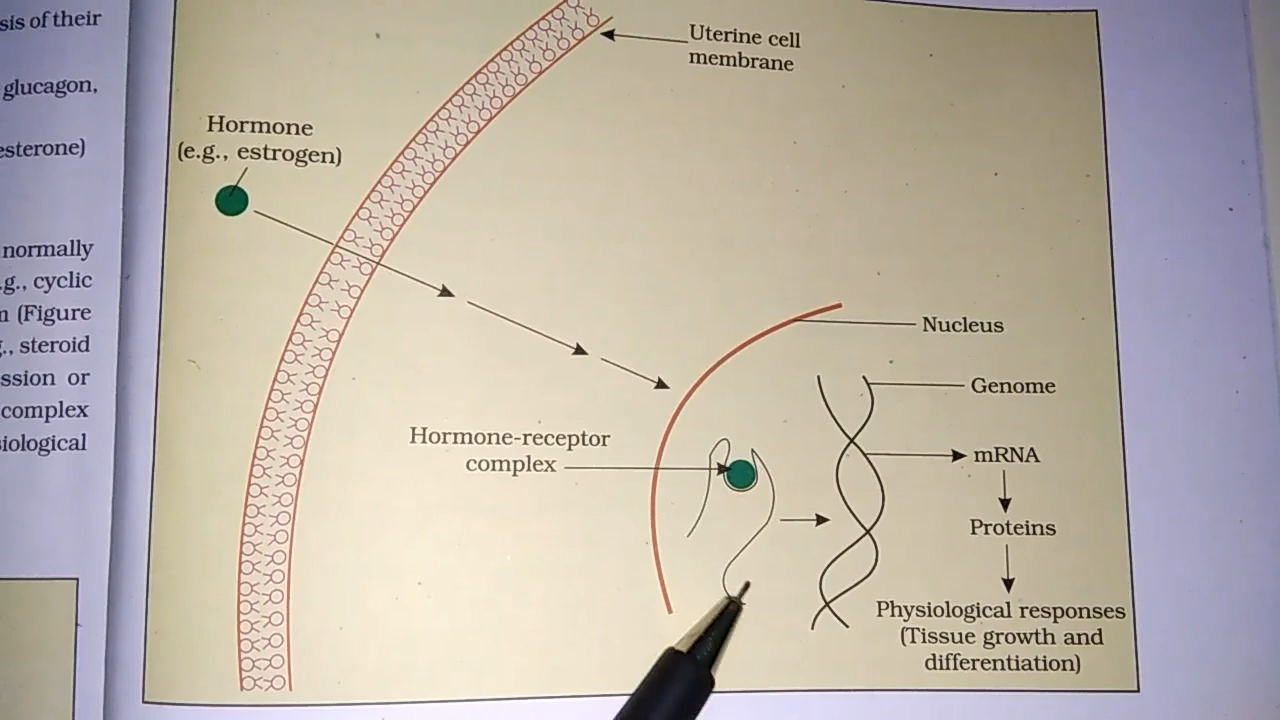 sis of their
glucagon,
esterone)
normally
.g., cyclic
n (Figure
., steroid
ssion or
complex
siological
Uterine cell
membrane
Hormone
(e.g., estrogen)
Nucleus
Genome
Hormone-receptor
complex
mRNA
Proteins
Physiological responses
(Tissue growth and
differentiation)